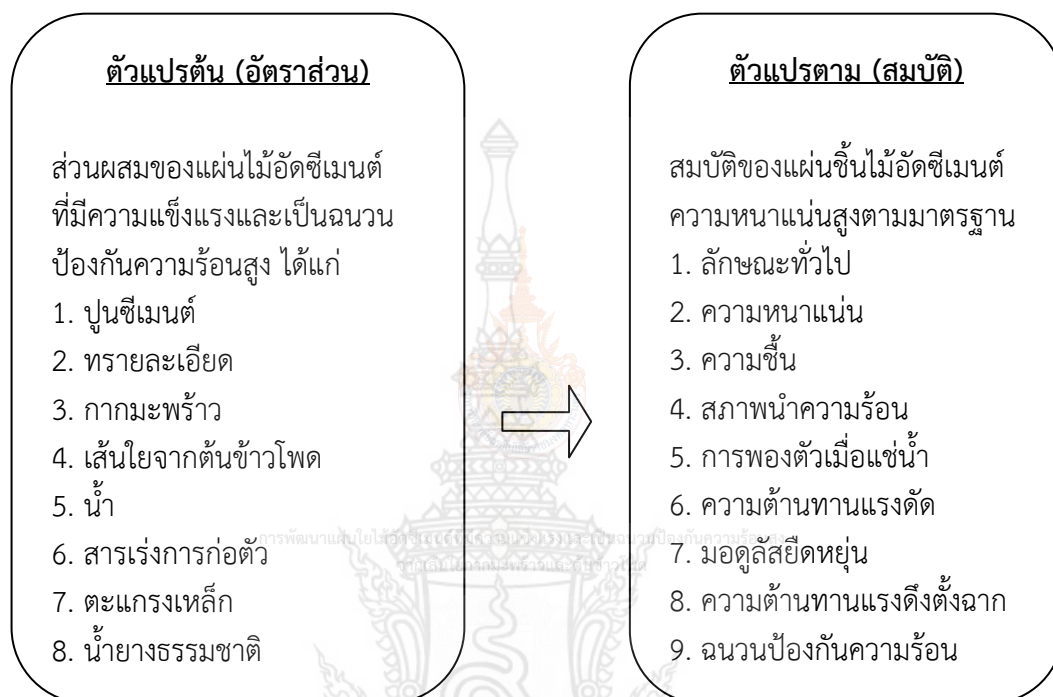 ตัวแปรต้น (อัตราส่วน)
ส่วนผสมของแผ่นไม้อัดซีเมนต์
ที่มีความแข็งแรงและเป็นฉนวน
ป้องกันความร้อนสูง ได้แก่
1. ปูนซีเมนต์
2. ทรายละเอียด
3. กากมะพร้าว
4. เส้นใยจากต้นข้าวโพด
5. น้ำ
6. สารเร่งการก่อตัว
7. ตะแกรงเหล็ก
8. น้ำยางธรรมชาติ
ตัวแปรตาม (สมบัติ)
สมบัติของแผ่นชิ้นไม้อัดซีเมนต์
ความหนาแน่นสูงตามมาตรฐาน
1. ลักษณะทั่วไป
2. ความหนาแน่น
3. ความชื้น
4. สภาพนำความร้อน
5. การพองตัวเมื่อแช่น้ำ
6. ความต้านทานแรงดัด
7. มอดูลัสยืดหยุ่น
8. ความต้านทานแรงดึงตั้งฉาก
9. ฉนวนป้องกันความร้อน